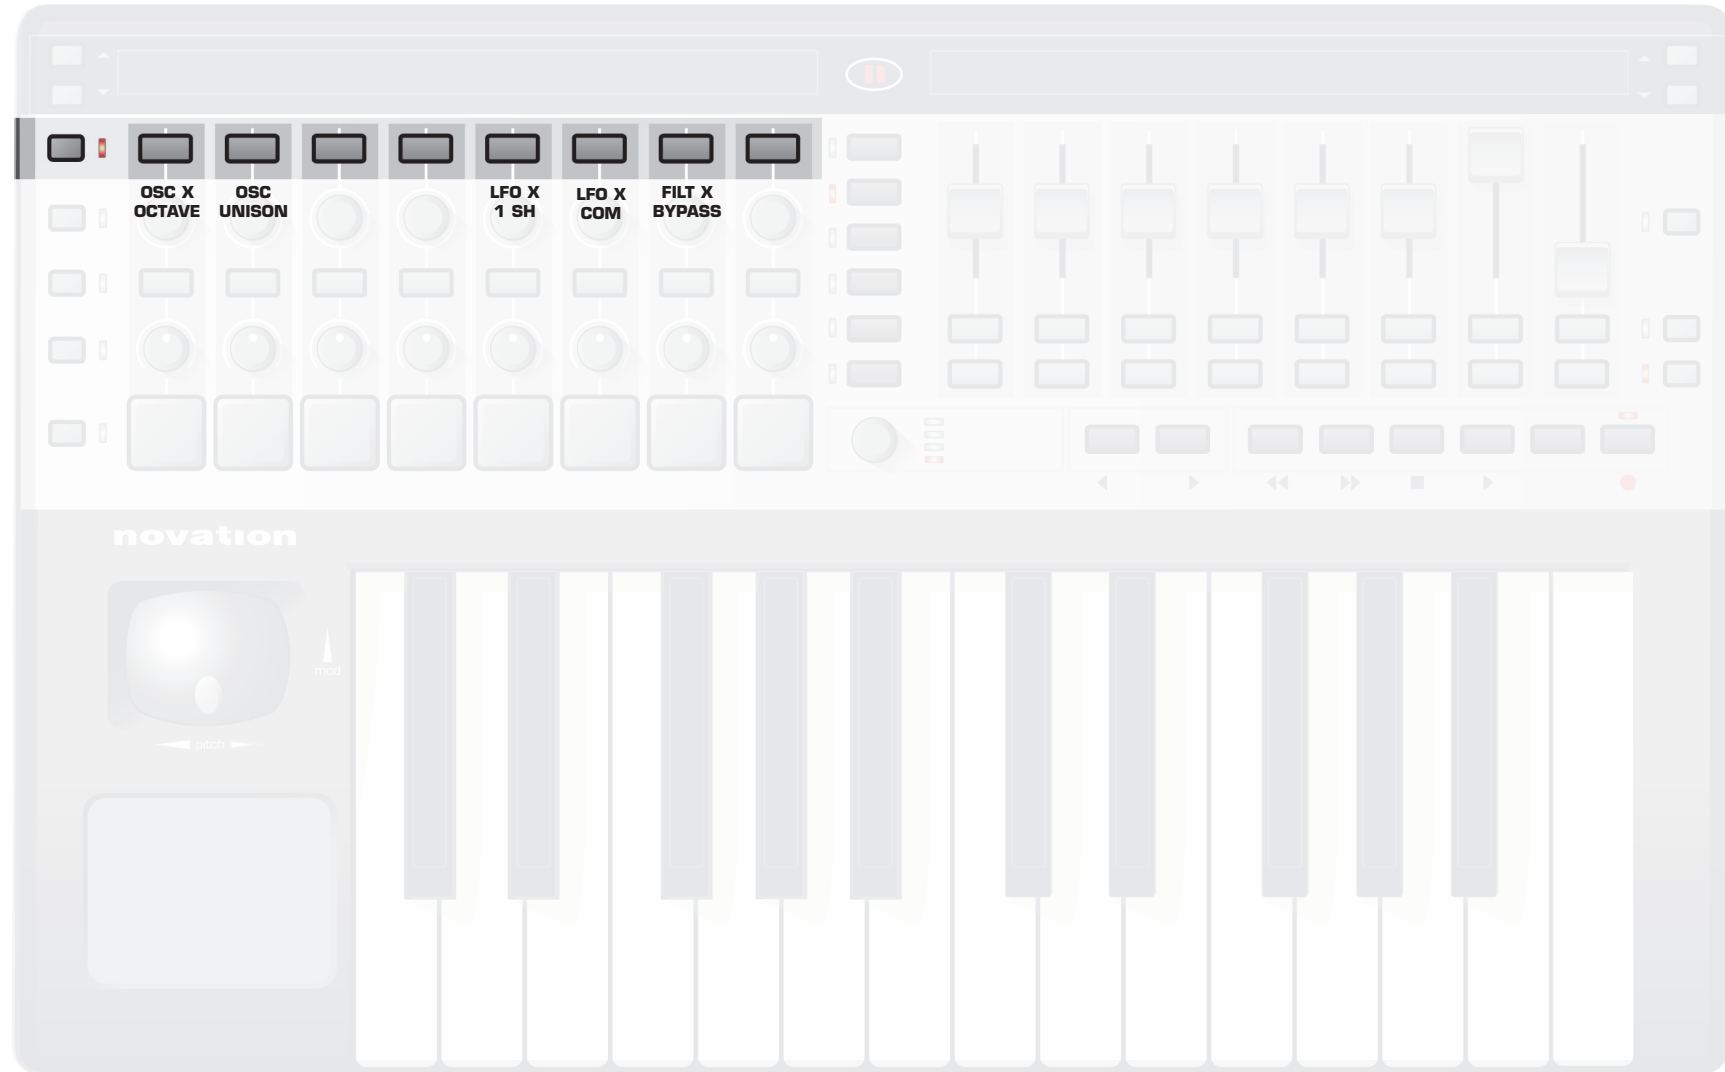 OSC X
OCTAVE
OSC
UNISON
LFO X
1 SH
LFO X
COM
FILT X
BYPASS
novation
mod
pitch